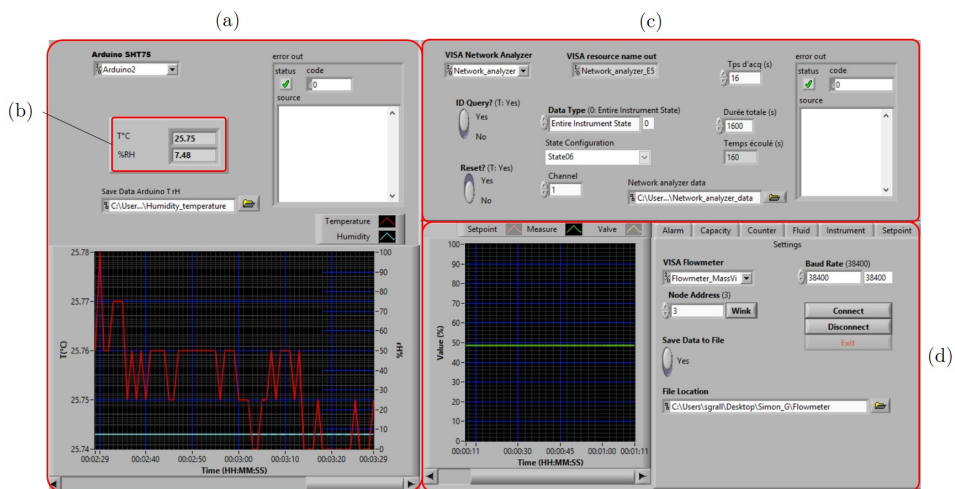 (a)
(c)
Arduino SHT75
Arduino2
error out
status code
0
source
(b)
T°C 25.75
%RH 7.48
Save Data Arduino T rH
C:\User...\Humidity_temperature
Temperature
Humidity
25.78
25.77
25.76
25.75
25.74
T(°C)
100
90
80
70
60
50
40
30
20
10
0
00:02:29 00:02:40 00:02:50 00:03:00 00:03:10 00:03:20 00:03:29
Time (HH:MM:SS)
VISA Network Analyzer
Network_analyzer
VISA resource name out
Network_analyzer_E5
Tps d'acq (s)
16
error out
status code
0
source
ID Query? (T: Yes)
Yes
No
Data Type (0: Entire Instrument State)
Entire Instrument State 0
Durée totale (s)
1600
State Configuration
State06
Temps écoulé (s)
160
Reset? (T: Yes)
Yes
No
Channel
1
Network analyzer data
C:\User...\Network_analyzer_data
Setpoint Measure Valve
100
90
80
70
60
50
40
30
20
10
0
Value (%)
00:00:11 00:00:30 00:00:45 00:01:00 00:01:11
Time (HH:MM:SS)
Alarm Capacity Counter Fluid Instrument Setpoint
Settings
VISA Flowmeter
Flowmeter_MassVi
Baud Rate (38400)
38400 38400
Node Address (3)
3 Wink
Connect
Disconnect
Exit
Save Data to File
Yes
File Location
C:\Users\sgrall\Desktop\Simon_G\Flowmeter
(d)